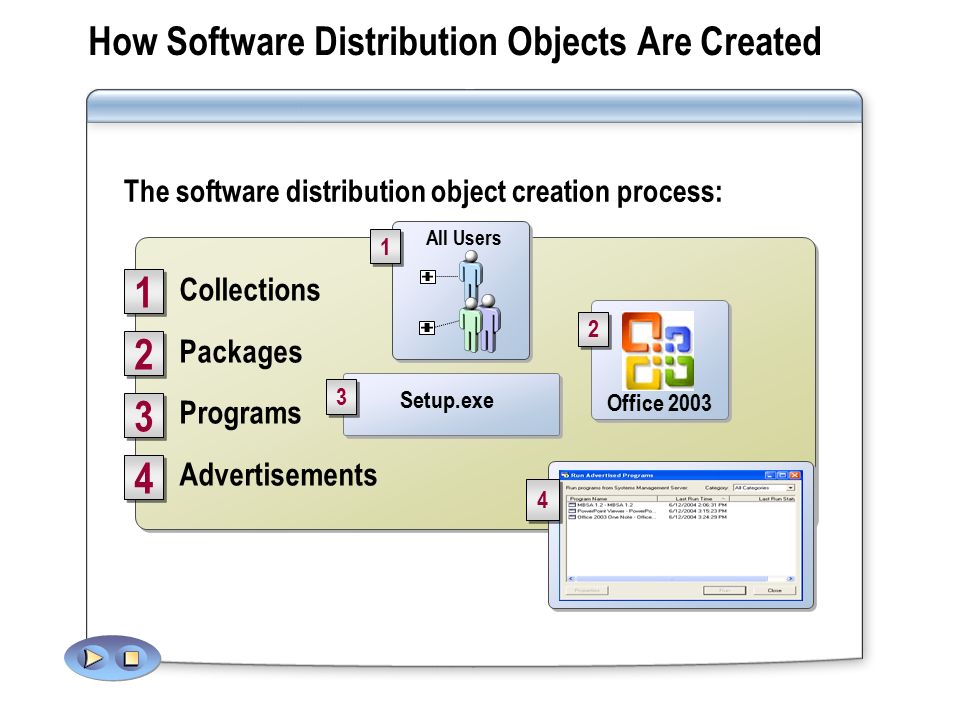 How Software Distribution Objects Are Created
The software distribution object creation process:
1 Collections
2 Packages
3 Programs
4 Advertisements
1
All Users
2
Office 2003
3
Setup.exe
4
Run Advertised Programs
Run programs from Systems Management Server. Category: All Categories
Program Name Last Run Time Last Run Statu
MBSA 1.2 - MBSA 1.2 6/12/2004 2:06:31 PM
PowerPoint Viewer - PowerPo... 6/12/2004 3:15:23 PM
Office 2003 One Note - Office... 6/12/2004 3:24:29 PM
Properties Run Close